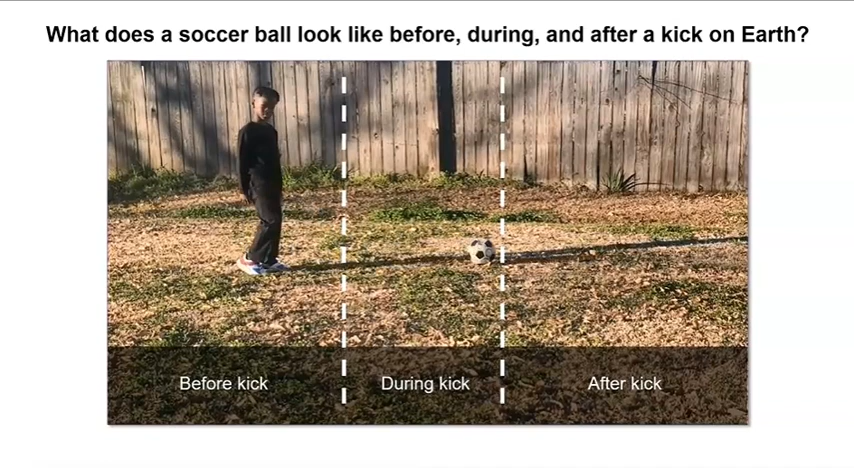 What does a soccer ball look like before, during, and after a kick on Earth?
Before kick
During kick
After kick